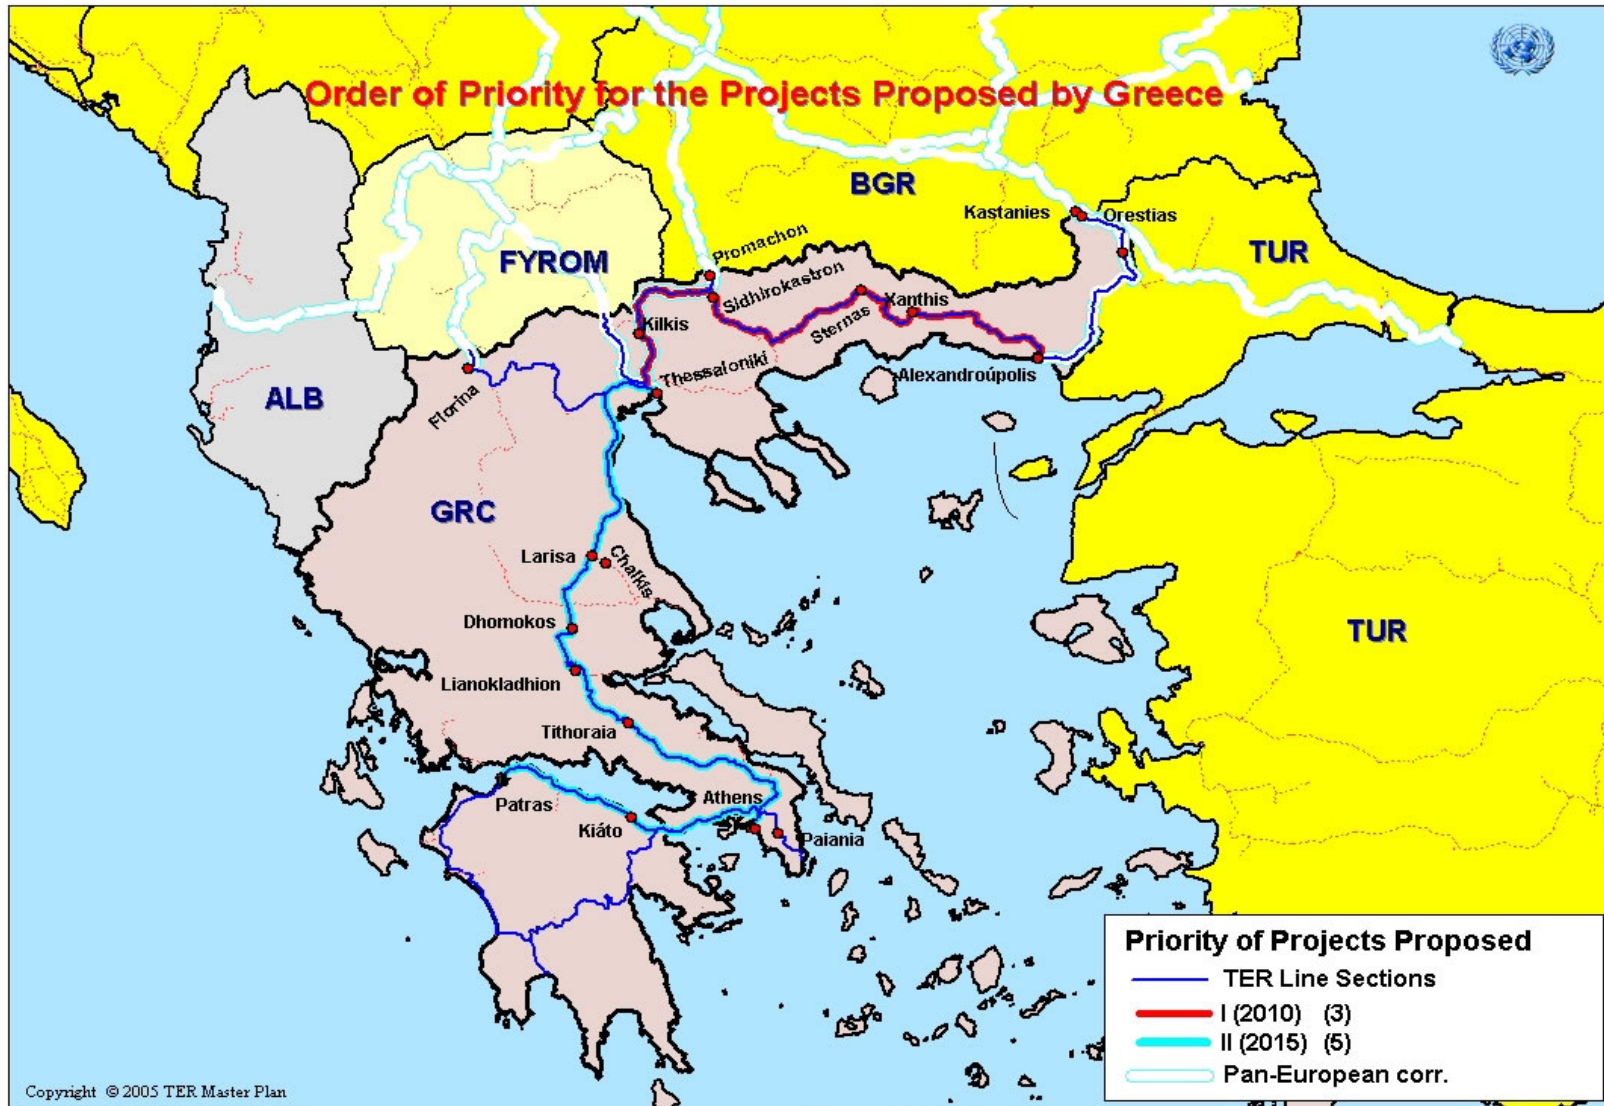 Order of Priority for the Projects Proposed by Greece
BGR
Kastanies
Orestias
Promachon
TUR
FYROM
Sidhirokastron
Xanthis
Kilkis
Sternas
Thessaloniki
Alexandroúpolis
Florina
ALB
GRC
Larisa
Chalkis
Dhomokos
TUR
Lianokladhion
Tithoraia
Patras
Athens
Kiáto
Paiania
Priority of Projects Proposed
TER Line Sections
I (2010) (3)
II (2015) (5)
Pan-European corr.
Copyright © 2005 TER Master Plan